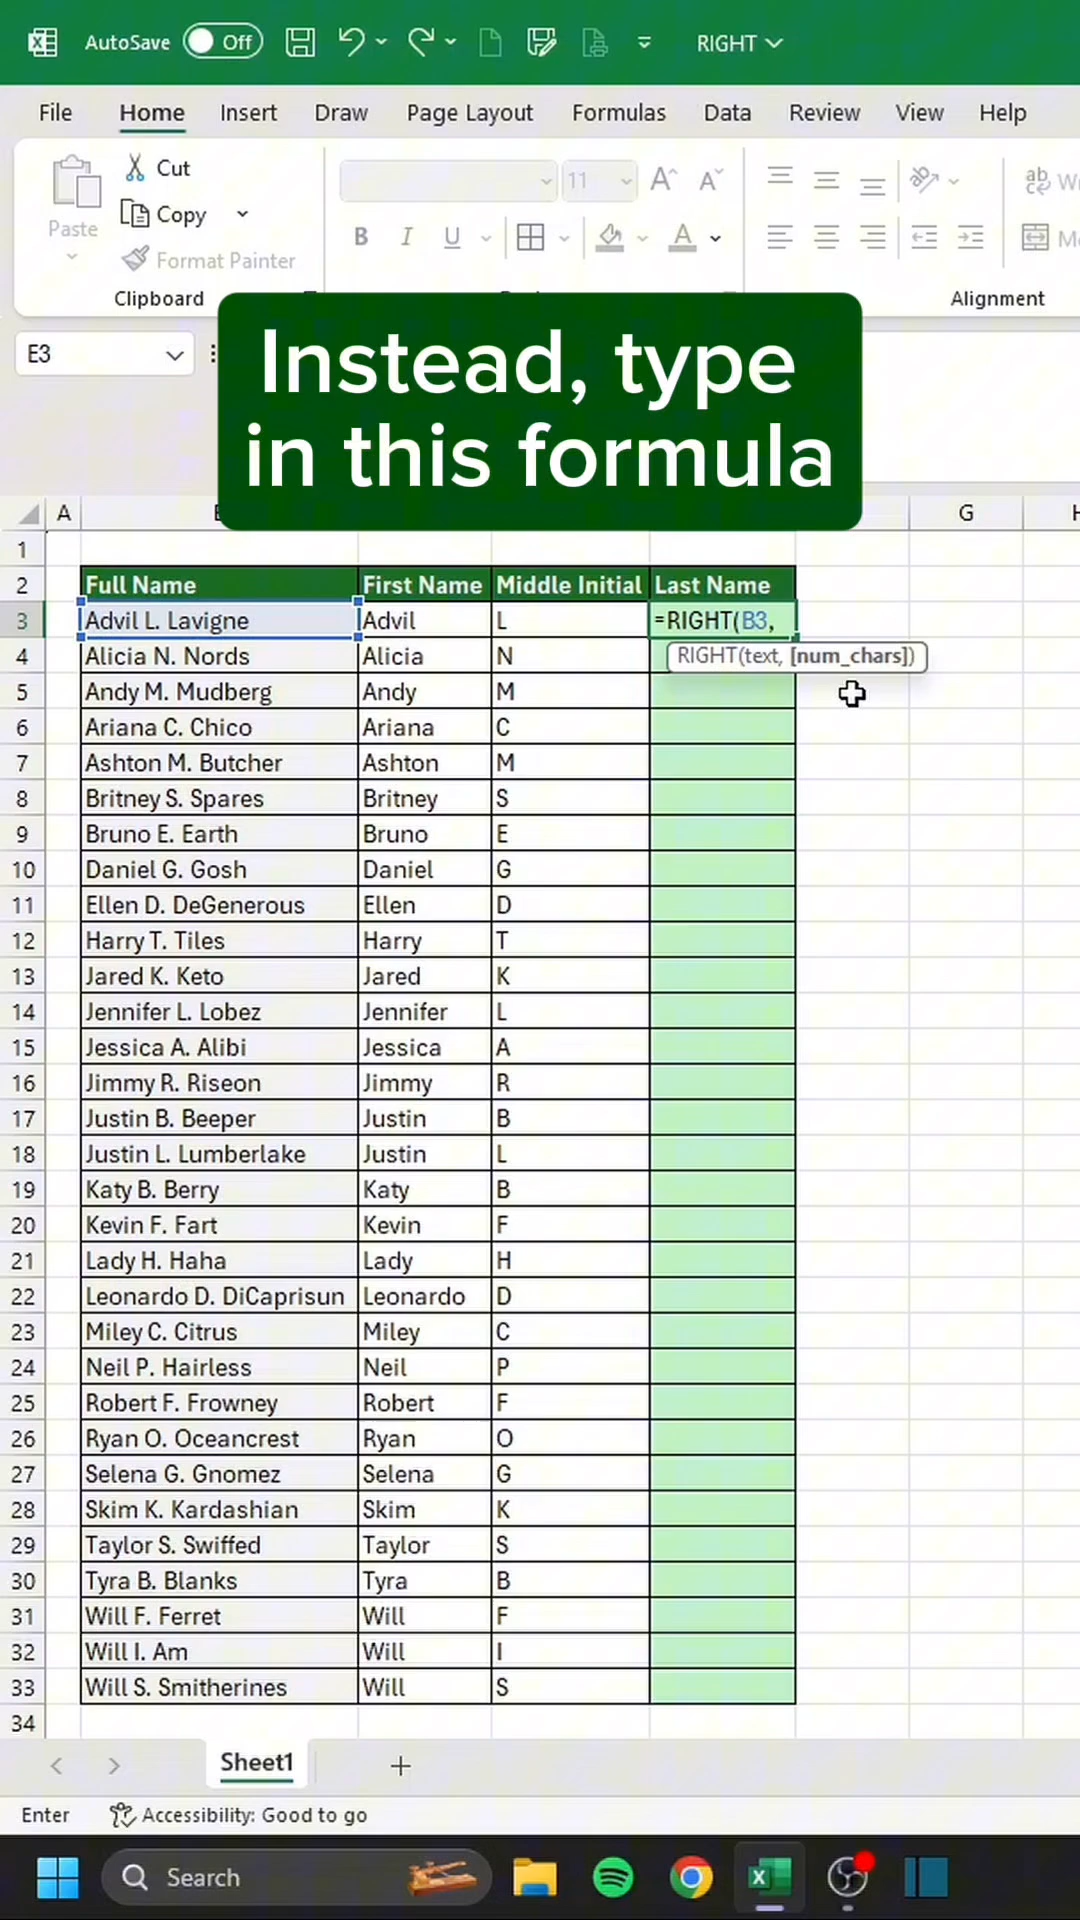 AutoSave Off RIGHT
File Home Insert Draw Page Layout Formulas Data Review View Help
Paste Cut Copy Format Painter
11
B I U A
Clipboard Alignment
E3
Instead, type
in this formula
A G
1
2 Full Name First Name Middle Initial Last Name
3 Advil L. Lavigne Advil L =RIGHT(B3,
RIGHT(text, [num_chars])
4 Alicia N. Nords Alicia N
5 Andy M. Mudberg Andy M
6 Ariana C. Chico Ariana C
7 Ashton M. Butcher Ashton M
8 Britney S. Spares Britney S
9 Bruno E. Earth Bruno E
10 Daniel G. Gosh Daniel G
11 Ellen D. DeGenerous Ellen D
12 Harry T. Tiles Harry T
13 Jared K. Keto Jared K
14 Jennifer L. Lobez Jennifer L
15 Jessica A. Alibi Jessica A
16 Jimmy R. Riseon Jimmy R
17 Justin B. Beeper Justin B
18 Justin L. Lumberlake Justin L
19 Katy B. Berry Katy B
20 Kevin F. Fart Kevin F
21 Lady H. Haha Lady H
22 Leonardo D. DiCaprisun Leonardo D
23 Miley C. Citrus Miley C
24 Neil P. Hairless Neil P
25 Robert F. Frowney Robert F
26 Ryan O. Oceancrest Ryan O
27 Selena G. Gnomez Selena G
28 Skim K. Kardashian Skim K
29 Taylor S. Swiffed Taylor S
30 Tyra B. Blanks Tyra B
31 Will F. Ferret Will F
32 Will I. Am Will I
33 Will S. Smitherines Will S
34
Sheet1
Enter Accessibility: Good to go
Search